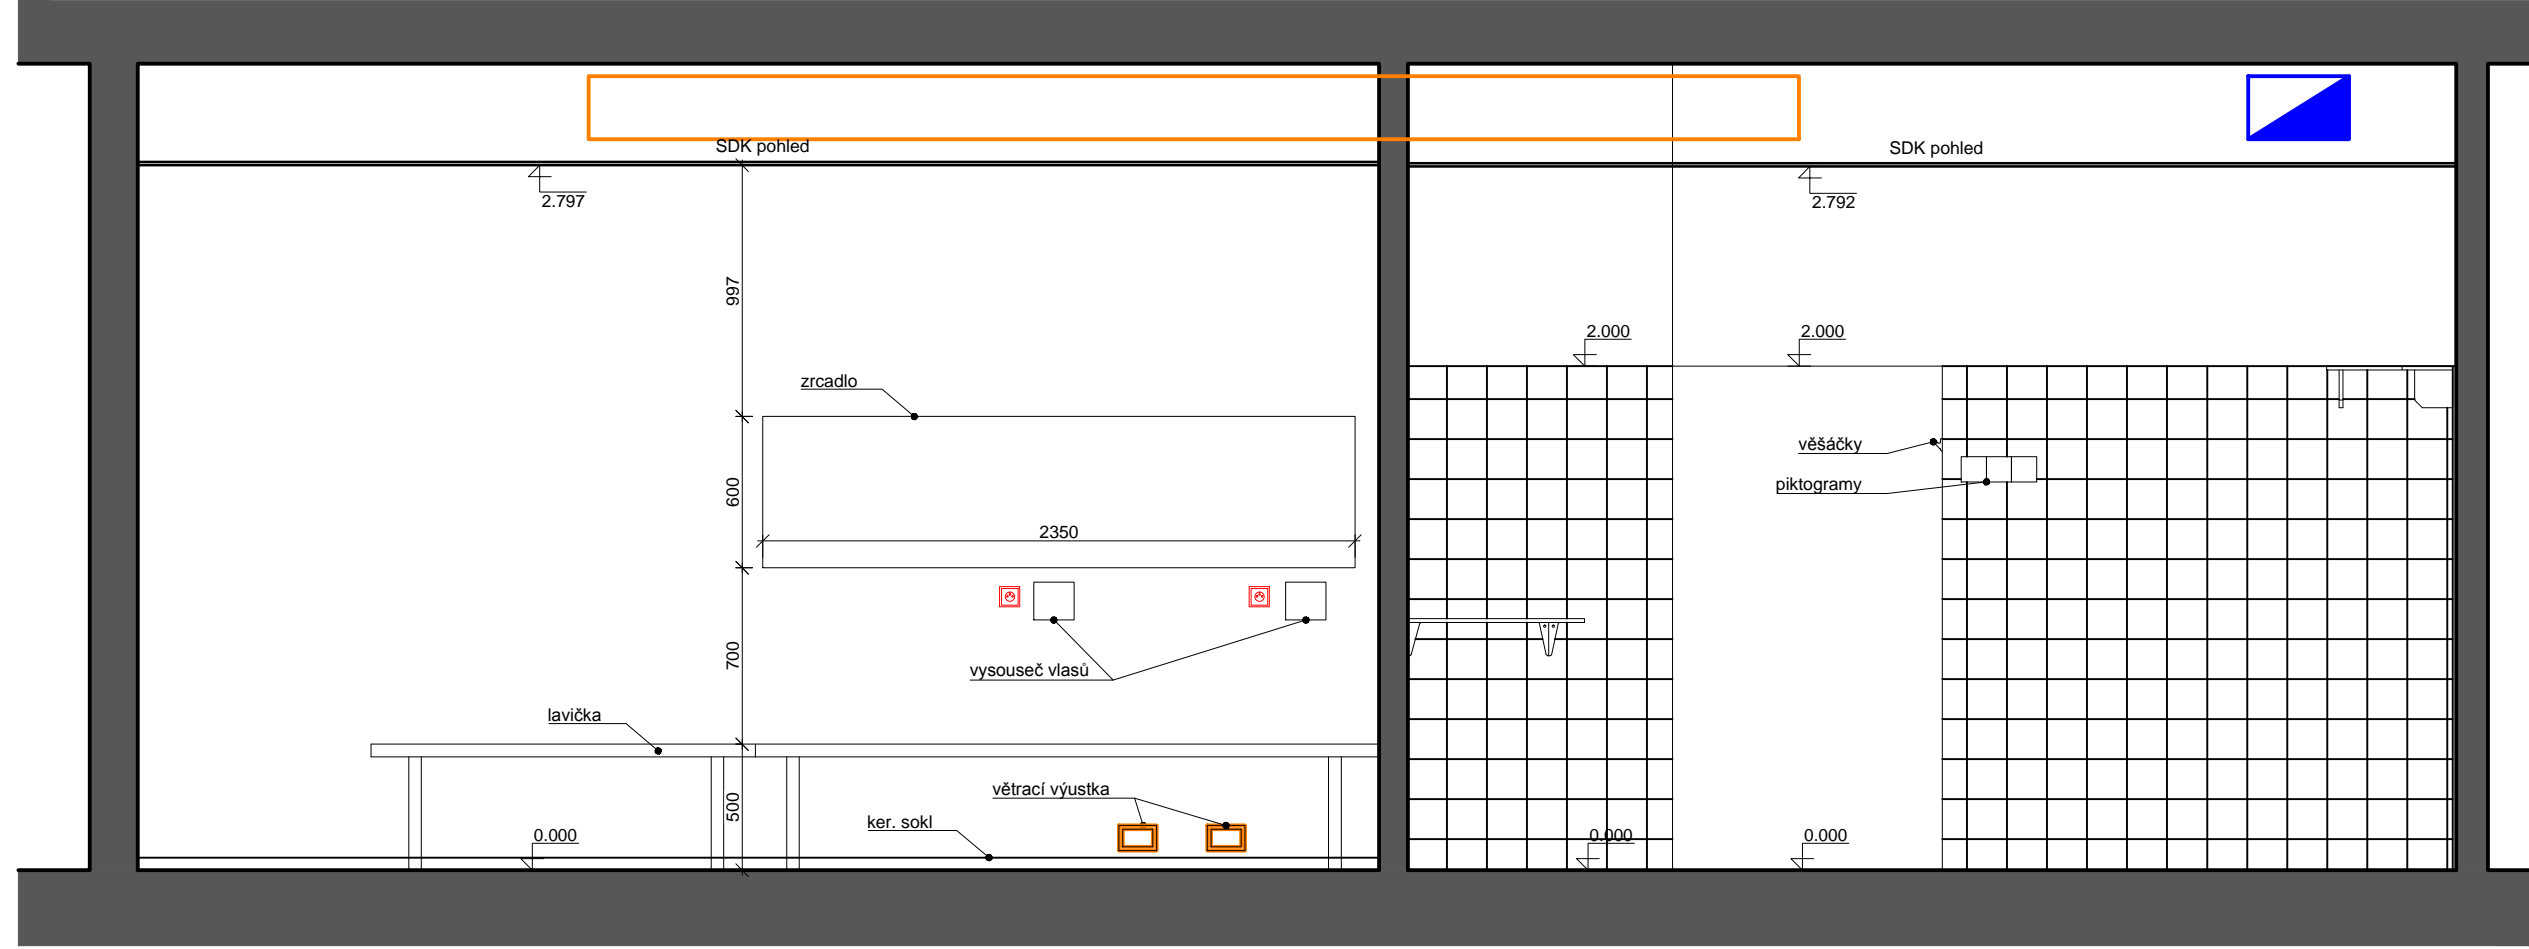 SDK pohled
SDK pohled
2.797
2.792
997
2.000
2.000
zrcadlo
věšáčky
piktogramy
600
2350
700
vysouseč vlasů
lavička
500
větrací výustka
ker. sokl
0.000
0.000
0.000